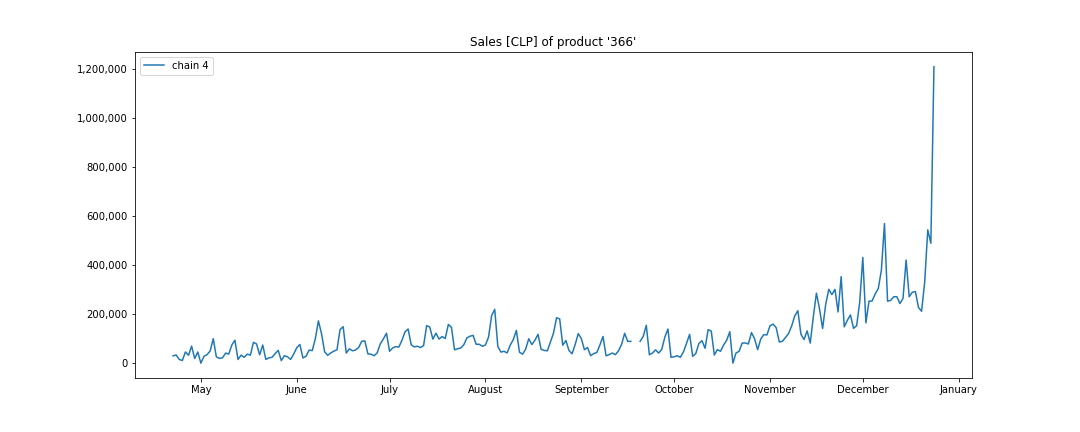 Sales [CLP] of product '366'
chain 4
1,200,000
1,000,000
800,000
600,000
400,000
200,000
0
May June July August September October November December January